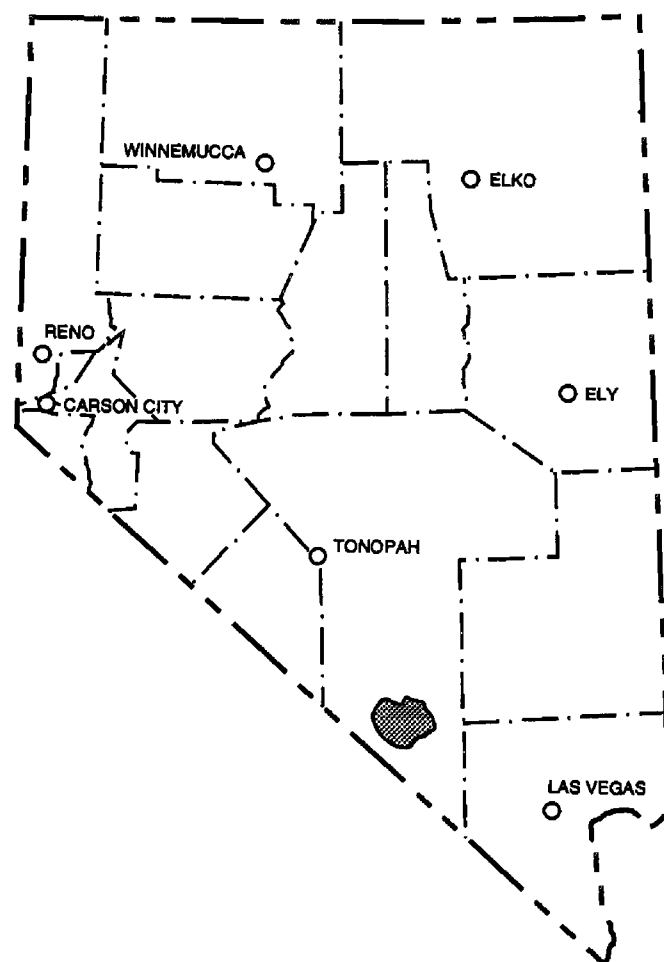 WINNEMUCCA
ELKO
RENO
CARSON CITY
ELY
TONOPAH
LAS VEGAS